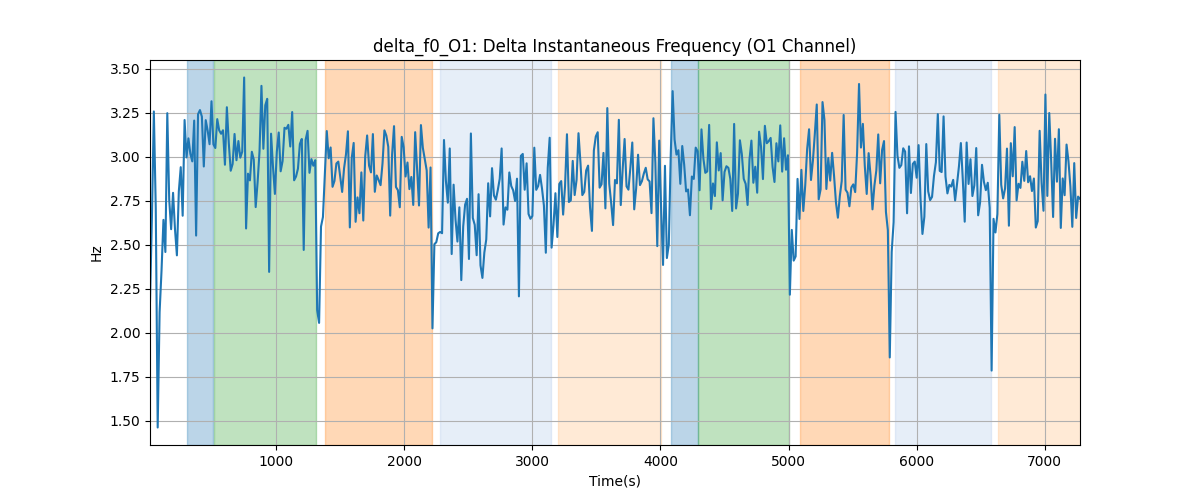 delta_f0_O1: Delta Instantaneous Frequency (O1 Channel)
3.50
3.25
3.00
2.75
2.50
2.25
2.00
1.75
1.50
Hz
1000 2000 3000 4000 5000 6000 7000
Time(s)